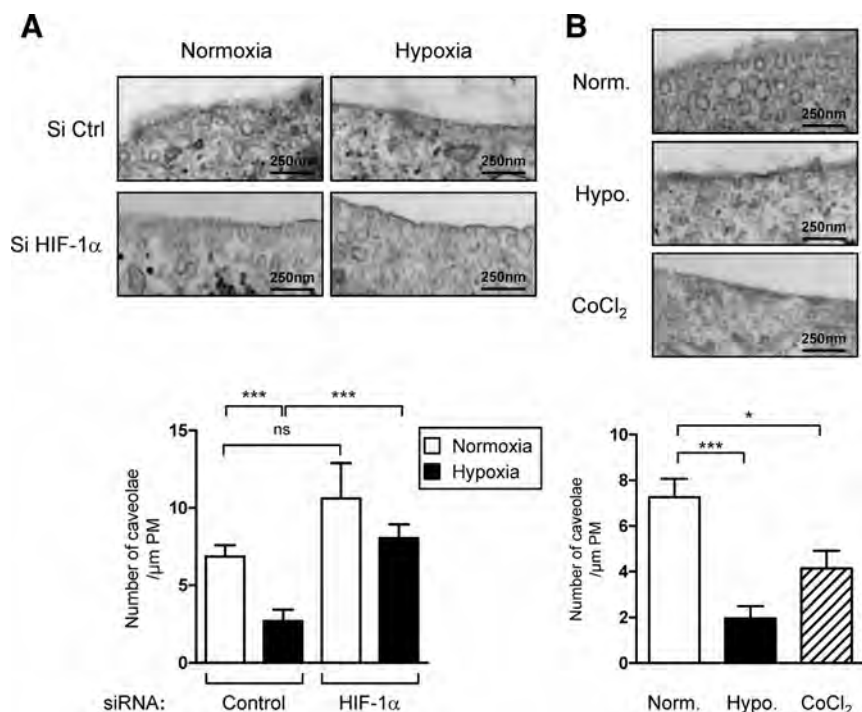 A
Normoxia
Hypoxia
Si Ctrl
250nm
250nm
Si HIF-1α
250nm
250nm
B
Norm.
250nm
Hypo.
250nm
CoCl₂
250nm
*** ***
ns
Normoxia
Hypoxia
Number of caveolae
/μm PM
15
10
5
0
siRNA: Control HIF-1α
*
***
Number of caveolae
/μm PM
10
8
6
4
2
0
Norm. Hypo. CoCl₂